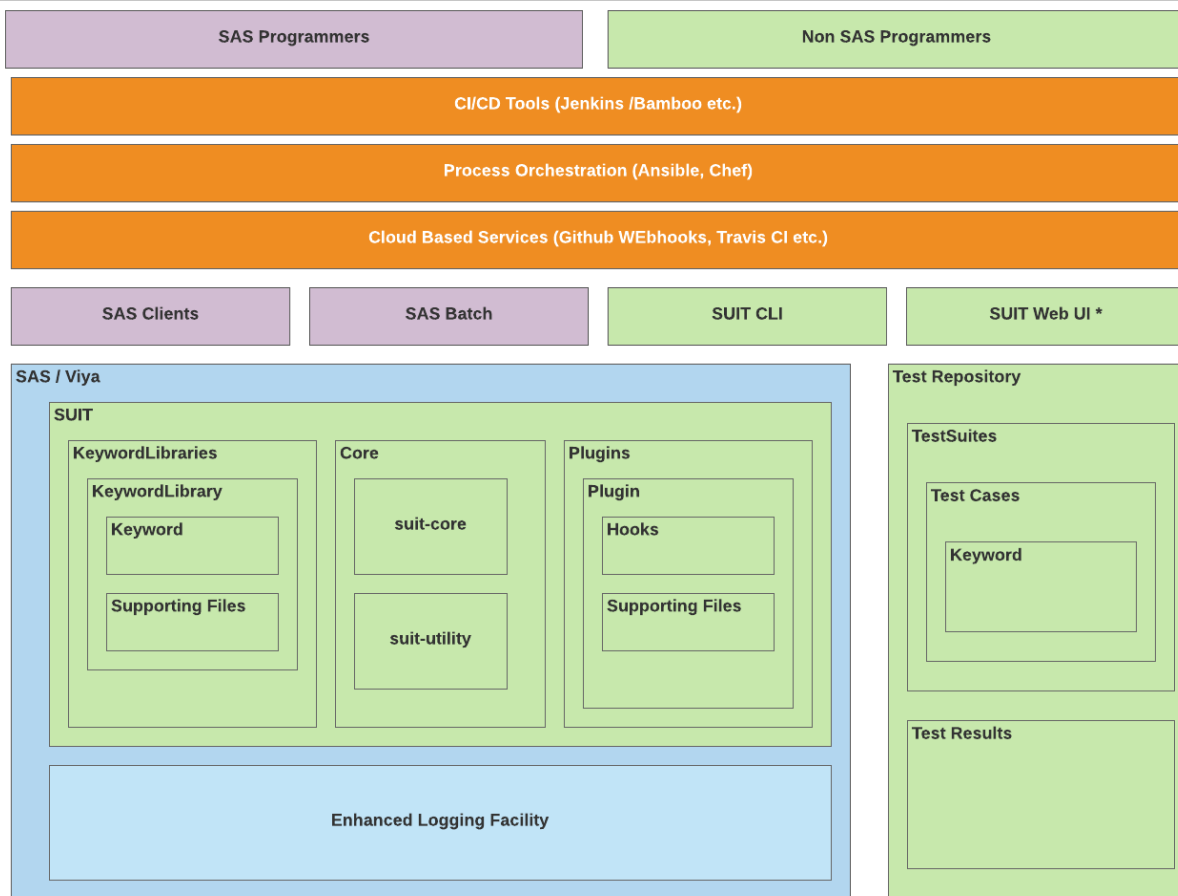 SAS Programmers
Non SAS Programmers
CI/CD Tools (Jenkins /Bamboo etc.)
Process Orchestration (Ansible, Chef)
Cloud Based Services (Github WEbhooks, Travis CI etc.)
SAS Clients
SAS Batch
SUIT CLI
SUIT Web UI *
SAS / Viya
SUIT
KeywordLibraries
KeywordLibrary
Keyword
Supporting Files
Core
suit-core
suit-utility
Plugins
Plugin
Hooks
Supporting Files
Enhanced Logging Facility
Test Repository
TestSuites
Test Cases
Keyword
Test Results